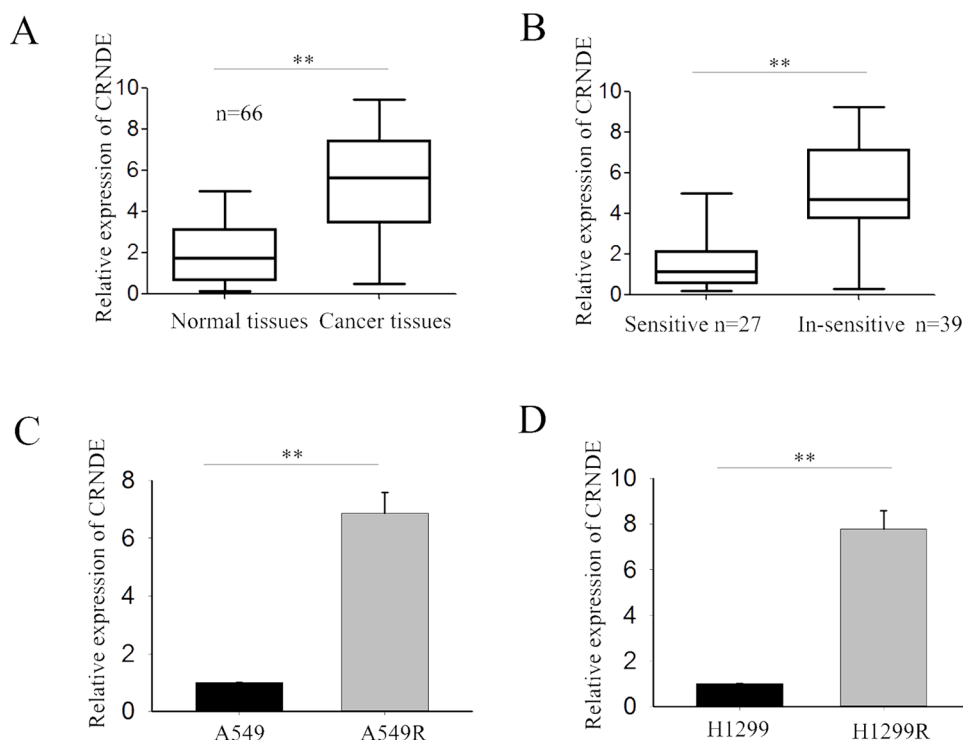 A
Relative expression of CRNDE
**
n=66
10
8
6
4
2
0
Normal tissues Cancer tissues
B
Relative expression of CRNDE
**
10
8
6
4
2
0
Sensitive n=27 In-sensitive n=39
C
Relative expression of CRNDE
**
8
6
4
2
0
A549 A549R
D
Relative expression of CRNDE
**
10
8
6
4
2
0
H1299 H1299R